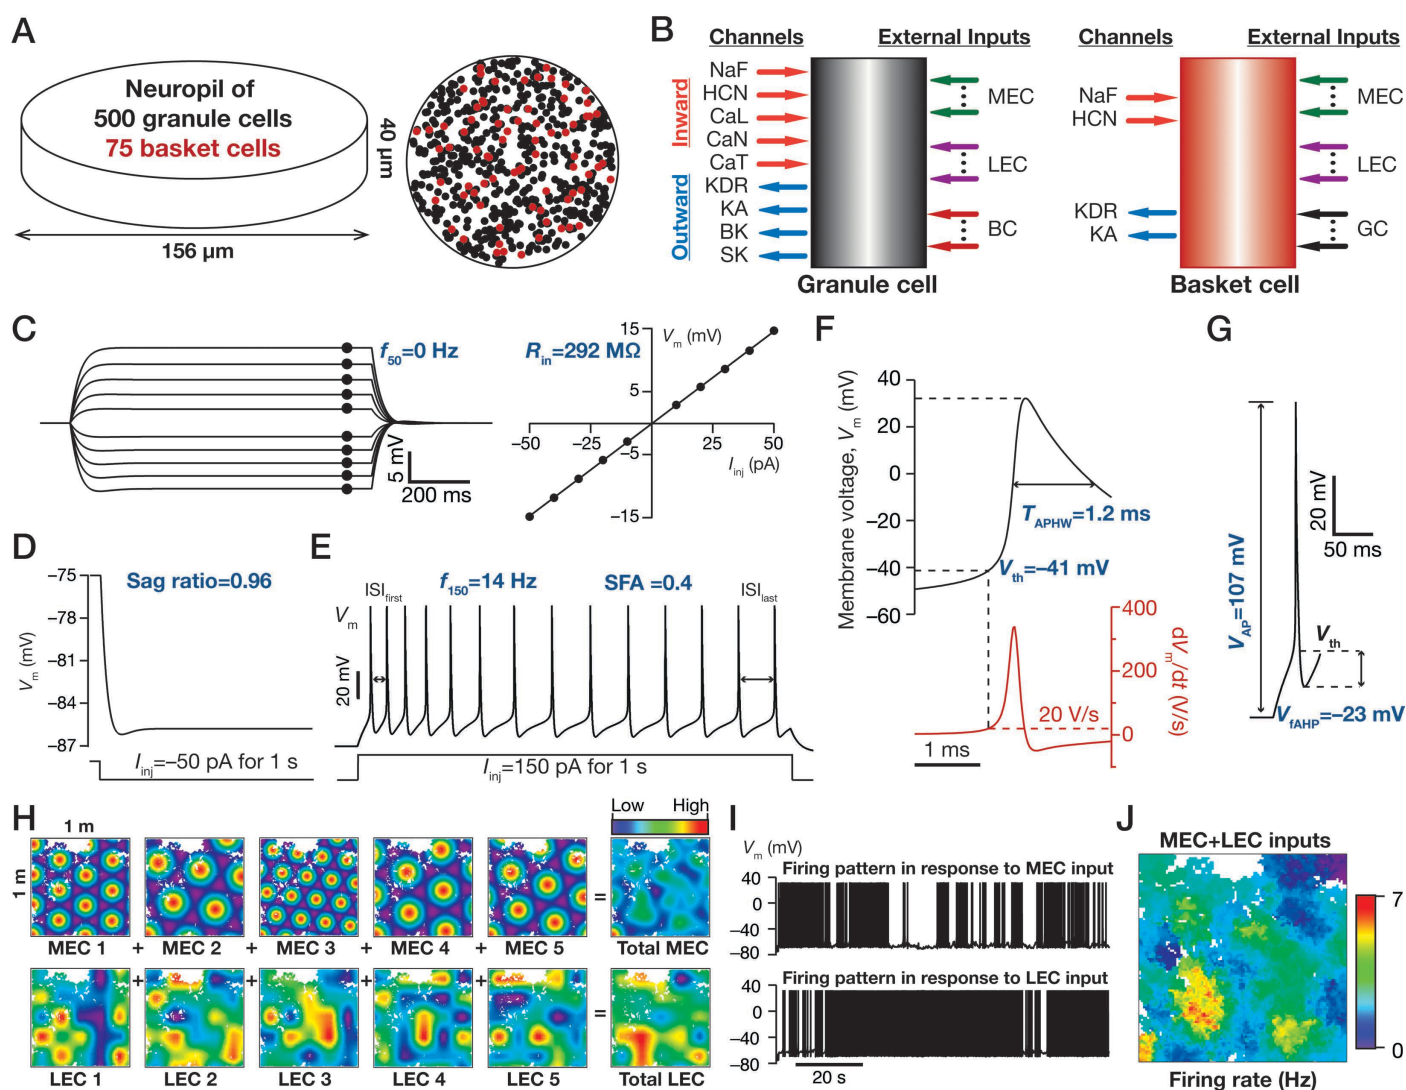 A
Neuropil of
500 granule cells
75 basket cells
40 µm
156 µm
B
Channels
External Inputs
Inward
Outward
NaF
HCN
CaL
CaN
CaT
KDR
KA
BK
SK
MEC
LEC
BC
Granule cell
Channels
External Inputs
NaF
HCN
KDR
KA
MEC
LEC
GC
Basket cell
C
f50=0 Hz
5 mV
200 ms
Rin=292 MΩ
Vm (mV)
15
5
−50
−25
25
50
−5
−15
Iinj (pA)
D
Sag ratio=0.96
Vm (mV)
−75
−78
−81
−84
−87
Iinj=−50 pA for 1 s
E
ISIfirst
f150=14 Hz
SFA =0.4
ISIlast
Vm
20 mV
Iinj=150 pA for 1 s
F
Membrane voltage, Vm (mV)
40
20
0
−20
−40
−60
TAPHW=1.2 ms
Vth=−41 mV
400
200
0
dVm/dt (V/s)
20 V/s
1 ms
G
VAP=107 mV
20 mV
50 ms
Vth
VfAHP=−23 mV
H
1 m
1 m
Low High
MEC 1 + MEC 2 + MEC 3 + MEC 4 + MEC 5 = Total MEC
LEC 1 + LEC 2 + LEC 3 + LEC 4 + LEC 5 = Total LEC
I
Vm (mV)
Firing pattern in response to MEC input
40
0
−40
−80
Firing pattern in response to LEC input
40
0
−40
−80
20 s
J
MEC+LEC inputs
7
0
Firing rate (Hz)